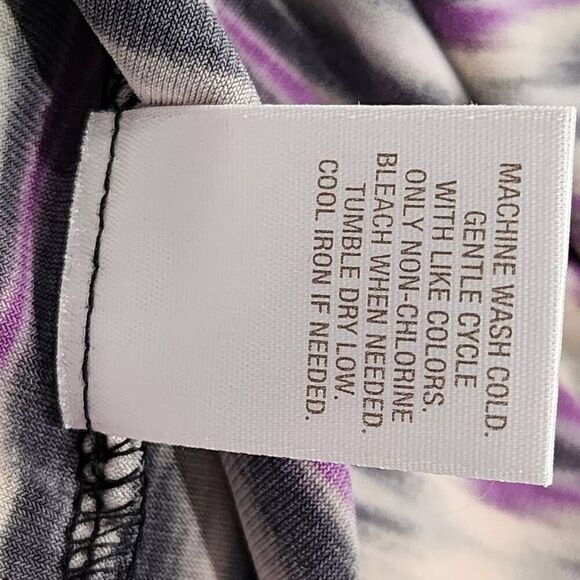 MACHINE WASH COLD.
GENTLE CYCLE
WITH LIKE COLORS.
ONLY NON-CHLORINE
BLEACH WHEN NEEDED.
TUMBLE DRY LOW.
COOL IRON IF NEEDED.